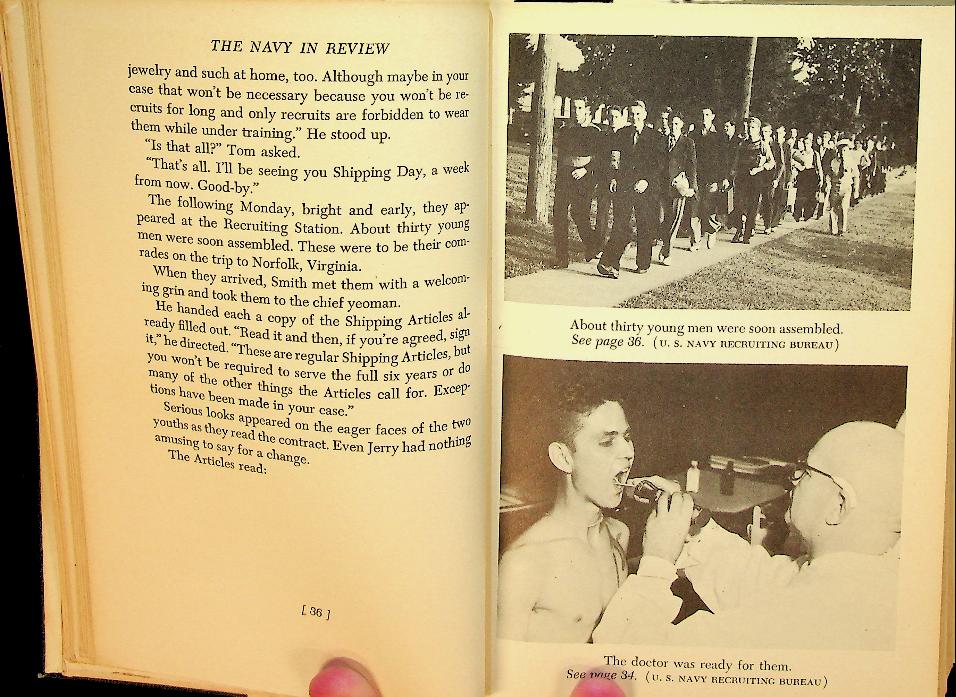 THE NAVY IN REVIEW
jewelry and such at home, too. Although maybe in your
case that won't be necessary because you won't be re-
cruits for long and only recruits are forbidden to wear
them while under training." He stood up.
"Is that all?" Tom asked.
"That's all. I'll be seeing you Shipping Day, a week
from now. Good-by."
The following Monday, bright and early, they ap-
peared at the Recruiting Station. About thirty young
men were soon assembled. These were to be their com-
rades on the trip to Norfolk, Virginia.
When they arrived, Smith met them with a welcom-
ing grin and took them to the chief yeoman.
He handed each a copy of the Shipping Articles al-
ready filled out. "Read it and then, if you're agreed, sign
it," he directed. "These are regular Shipping Articles, but
you won't be required to serve the full six years or do
many of the other things the Articles call for. Excep-
tions have been made in your case."
Serious looks appeared on the eager faces of the two
youths as they read the contract. Even Jerry had nothing
amusing to say for a change.
The Articles read:
[ 36 ]
About thirty young men were soon assembled.
See page 36. (U. S. NAVY RECRUITING BUREAU)
The doctor was ready for them.
See page 34. (U. S. NAVY RECRUITING BUREAU)